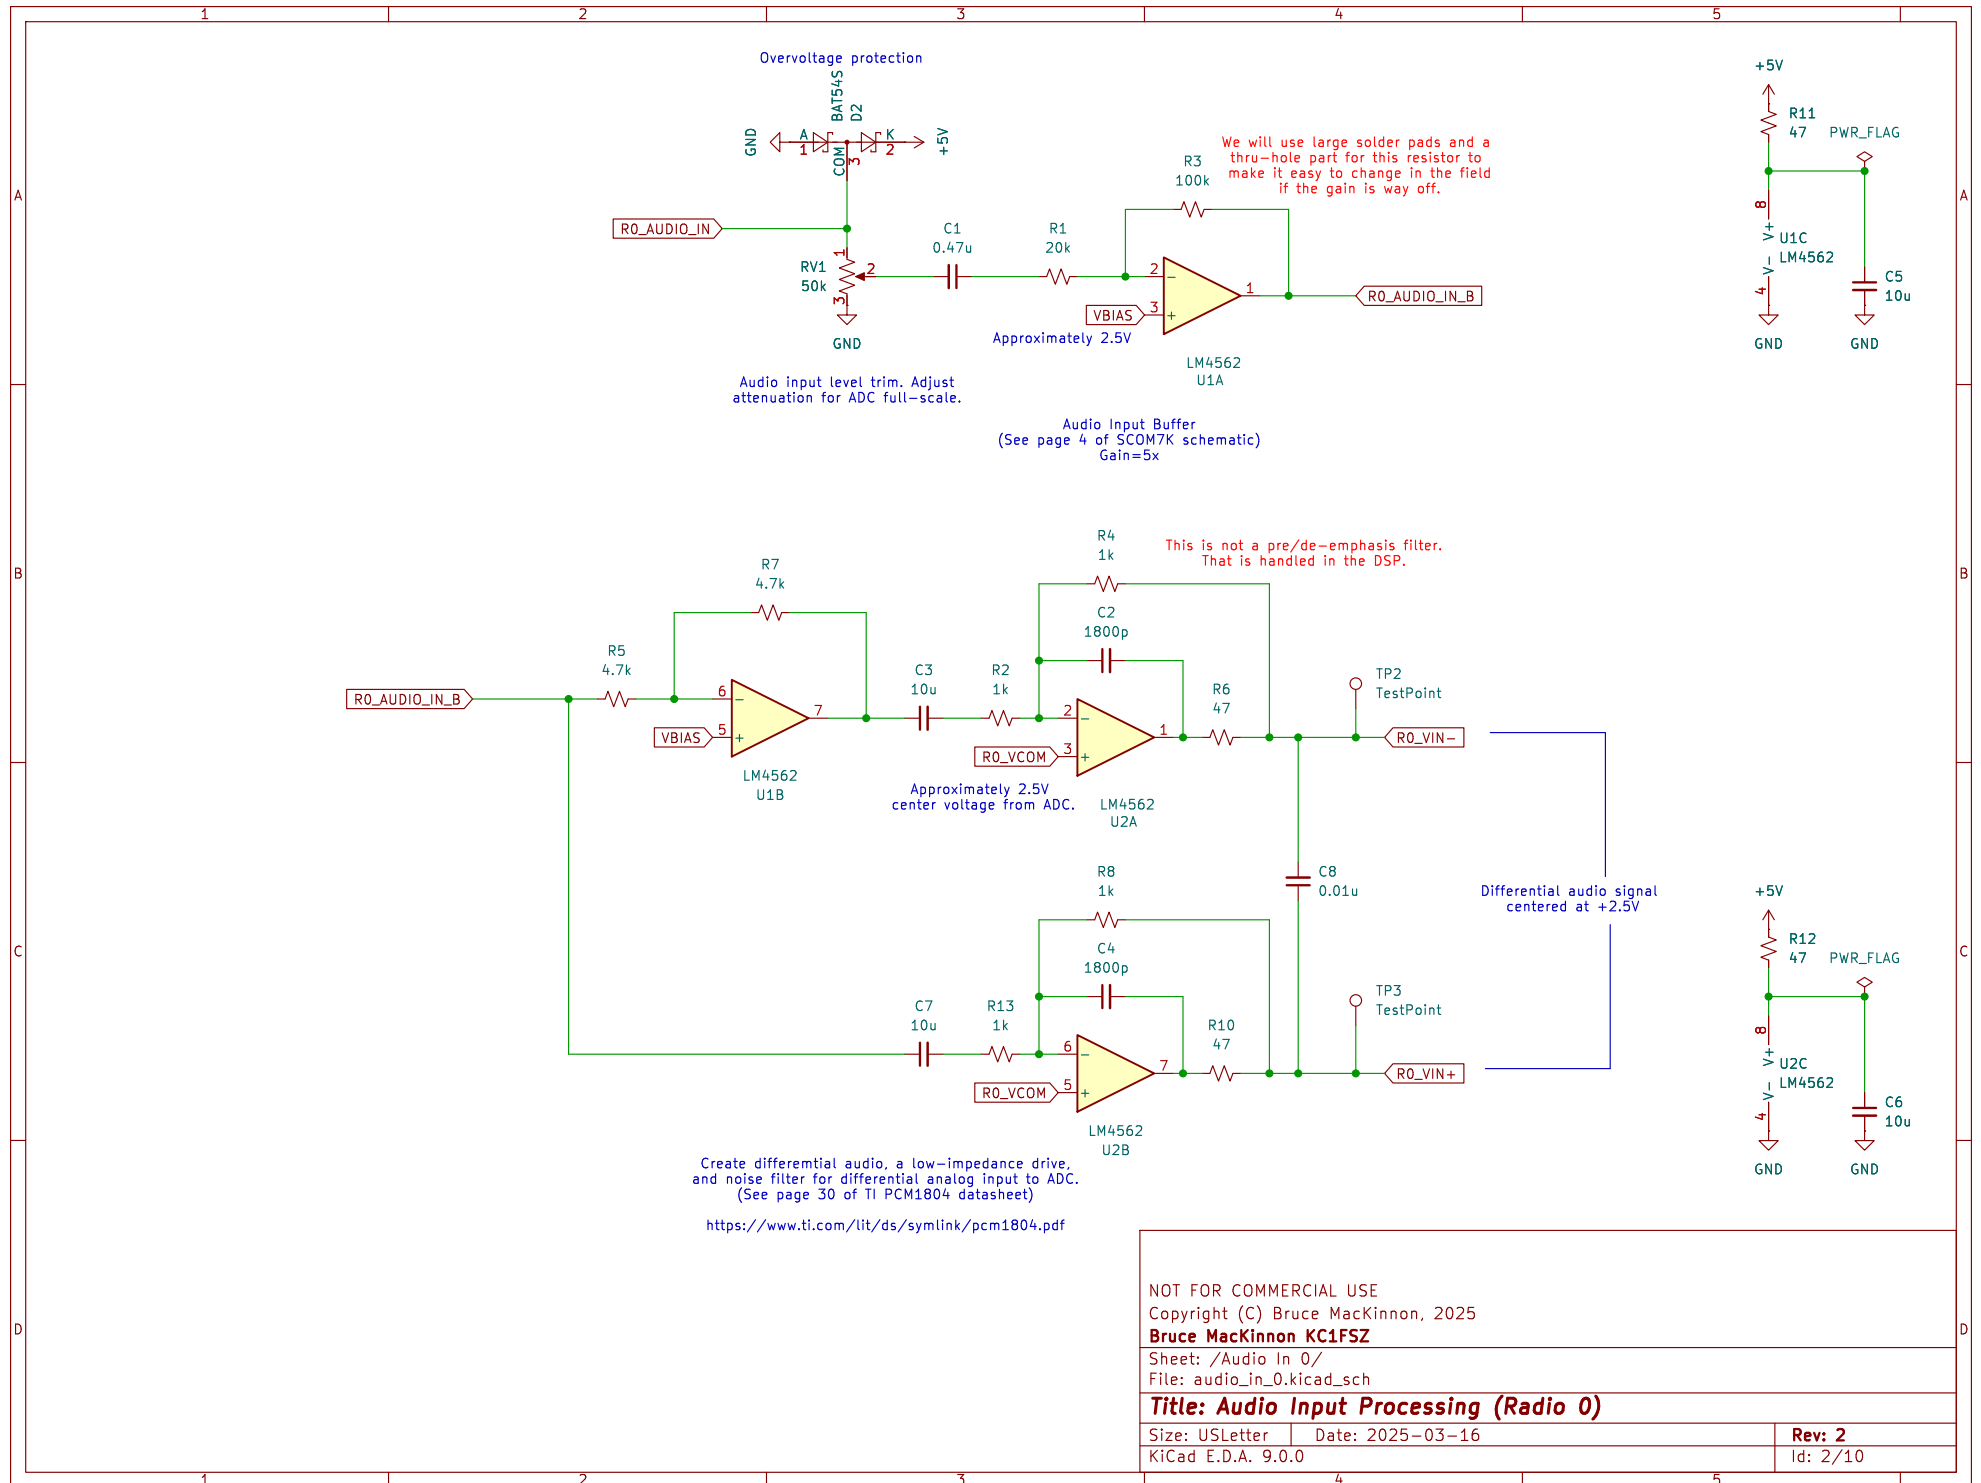 1 2 3 4 5
A
B
C
D
A
B
C
D
Overvoltage protection
BAT54S
D2
GND
A
1
COM
3
K
2
+5V
R0_AUDIO_IN
RV1
50k
1
2
3
GND
C1
0.47u
R1
20k
R3
100k
We will use large solder pads and a
thru-hole part for this resistor to
make it easy to change in the field
if the gain is way off.
2
3
1
-
+
VBIAS
Approximately 2.5V
R0_AUDIO_IN_B
LM4562
U1A
Audio input level trim. Adjust
attenuation for ADC full-scale.
Audio Input Buffer
(See page 4 of SCOM7K schematic)
Gain=5x
+5V
R11
47
PWR_FLAG
8
V+
U1C
LM4562
V-
4
C5
10u
GND
GND
R4
1k
This is not a pre/de-emphasis filter.
That is handled in the DSP.
R7
4.7k
C2
1800p
R5
4.7k
C3
10u
R2
1k
R6
47
TP2
TestPoint
R0_AUDIO_IN_B
6
5
7
-
+
VBIAS
2
3
1
-
+
R0_VCOM
R0_VIN-
LM4562
U1B
Approximately 2.5V
center voltage from ADC.
LM4562
U2A
R8
1k
C8
0.01u
Differential audio signal
centered at +2.5V
C4
1800p
C7
10u
R13
1k
R10
47
TP3
TestPoint
6
5
7
-
+
R0_VCOM
R0_VIN+
LM4562
U2B
+5V
R12
47
PWR_FLAG
8
V+
U2C
LM4562
V-
4
C6
10u
GND
GND
Create differemtial audio, a low-impedance drive,
and noise filter for differential analog input to ADC.
(See page 30 of TI PCM1804 datasheet)
https://www.ti.com/lit/ds/symlink/pcm1804.pdf
NOT FOR COMMERCIAL USE
Copyright (C) Bruce MacKinnon, 2025
Bruce MacKinnon KC1FSZ
Sheet: /Audio In 0/
File: audio_in_0.kicad_sch
Title: Audio Input Processing (Radio 0)
Size: USLetter Date: 2025-03-16 Rev: 2
KiCad E.D.A. 9.0.0 Id: 2/10
1 2 3 4 5